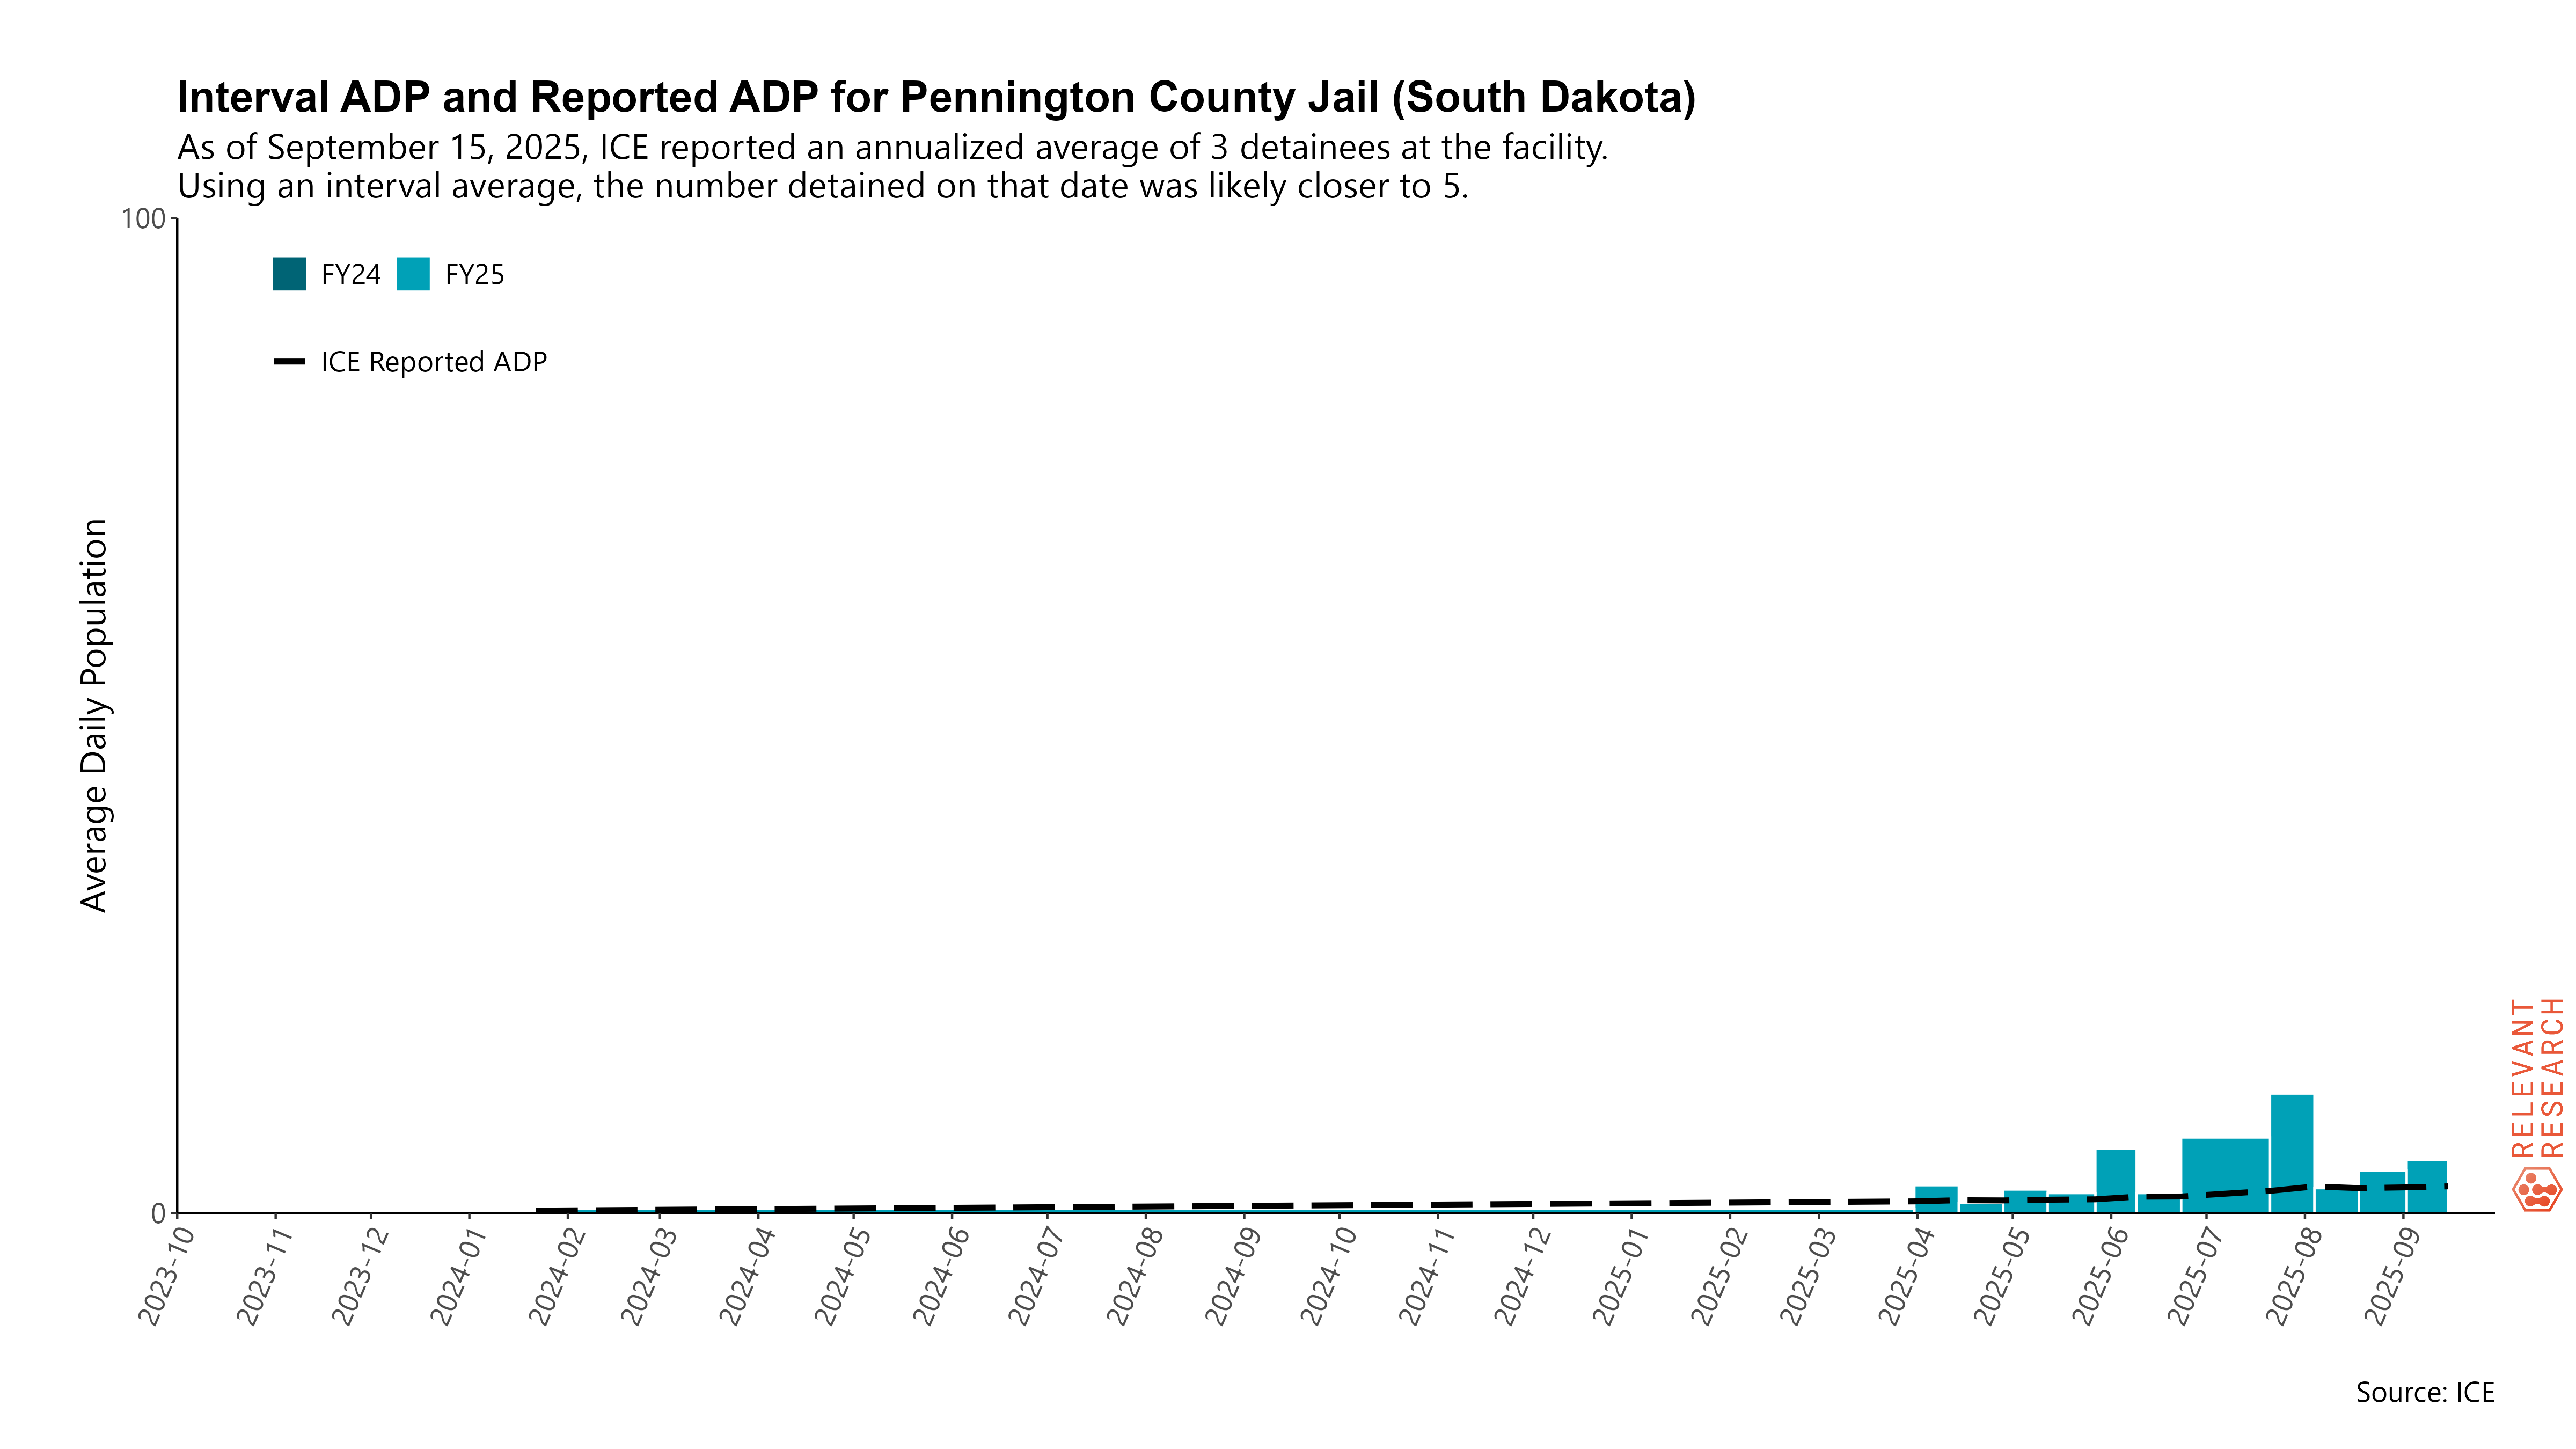 Interval ADP and Reported ADP for Pennington County Jail (South Dakota)
As of September 15, 2025, ICE reported an annualized average of 3 detainees at the facility.
Using an interval average, the number detained on that date was likely closer to 5.
100
FY24 FY25
ICE Reported ADP
Average Daily Population
0
2023-10
2023-11
2023-12
2024-01
2024-02
2024-03
2024-04
2024-05
2024-06
2024-07
2024-08
2024-09
2024-10
2024-11
2024-12
2025-01
2025-02
2025-03
2025-04
2025-05
2025-06
2025-07
2025-08
2025-09
RELEVANT
RESEARCH
Source: ICE